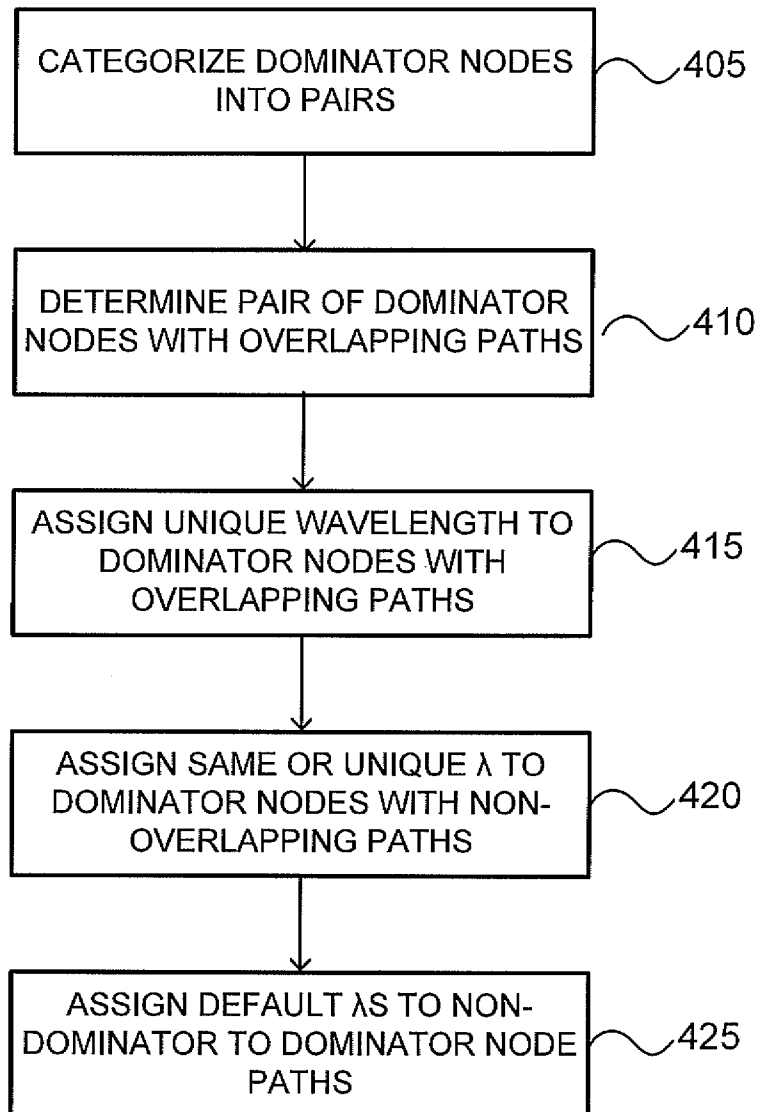 CATEGORIZE DOMINATOR NODES
INTO PAIRS
405
DETERMINE PAIR OF DOMINATOR
NODES WITH OVERLAPPING PATHS
410
ASSIGN UNIQUE WAVELENGTH TO
DOMINATOR NODES WITH
OVERLAPPING PATHS
415
ASSIGN SAME OR UNIQUE λ TO
DOMINATOR NODES WITH NON-
OVERLAPPING PATHS
420
ASSIGN DEFAULT λS TO NON-
DOMINATOR TO DOMINATOR NODE
PATHS
425